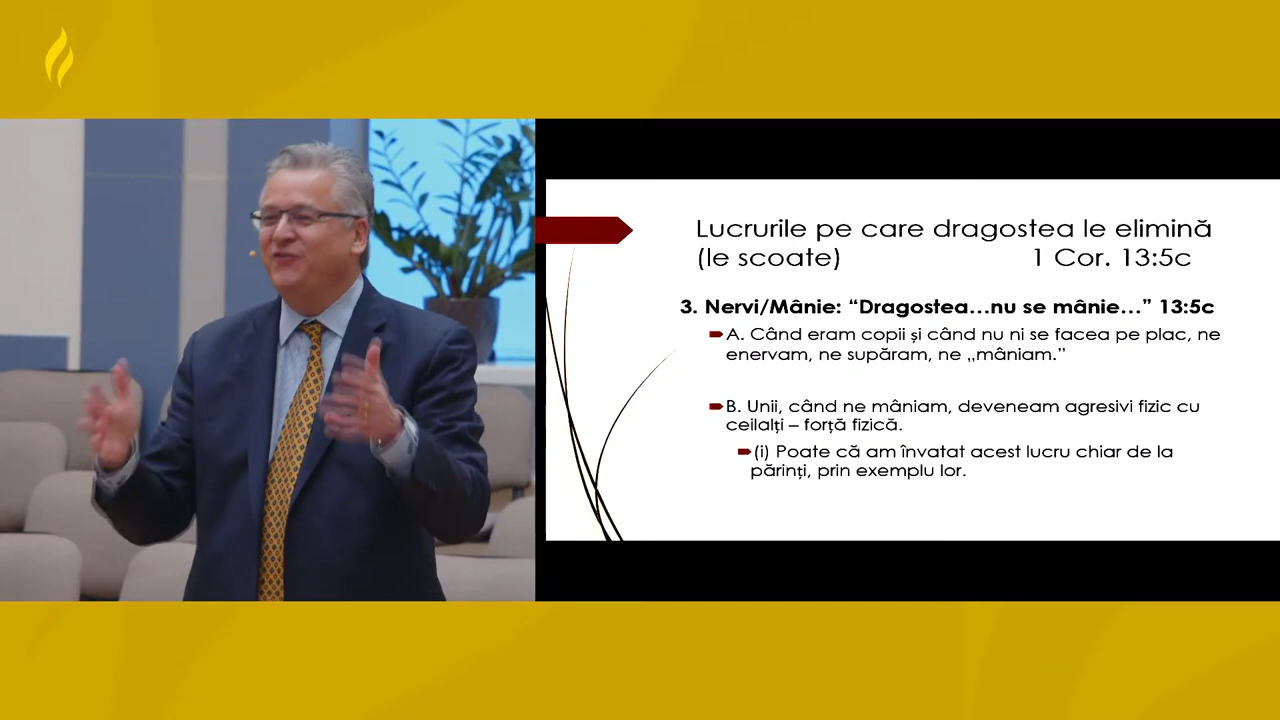 Lucrurile pe care dragostea le elimină
(le scoate) 1 Cor. 13:5c
3. Nervi/Mânie: “Dragostea...nu se mânie...” 13:5c
A. Când eram copii și când nu ni se facea pe plac, ne
enervam, ne supăram, ne „mâniam.”
B. Unii, când ne mâniam, deveneam agresivi fizic cu
ceilalți – forță fizică.
(i) Poate că am învatat acest lucru chiar de la
părinți, prin exemplu lor.